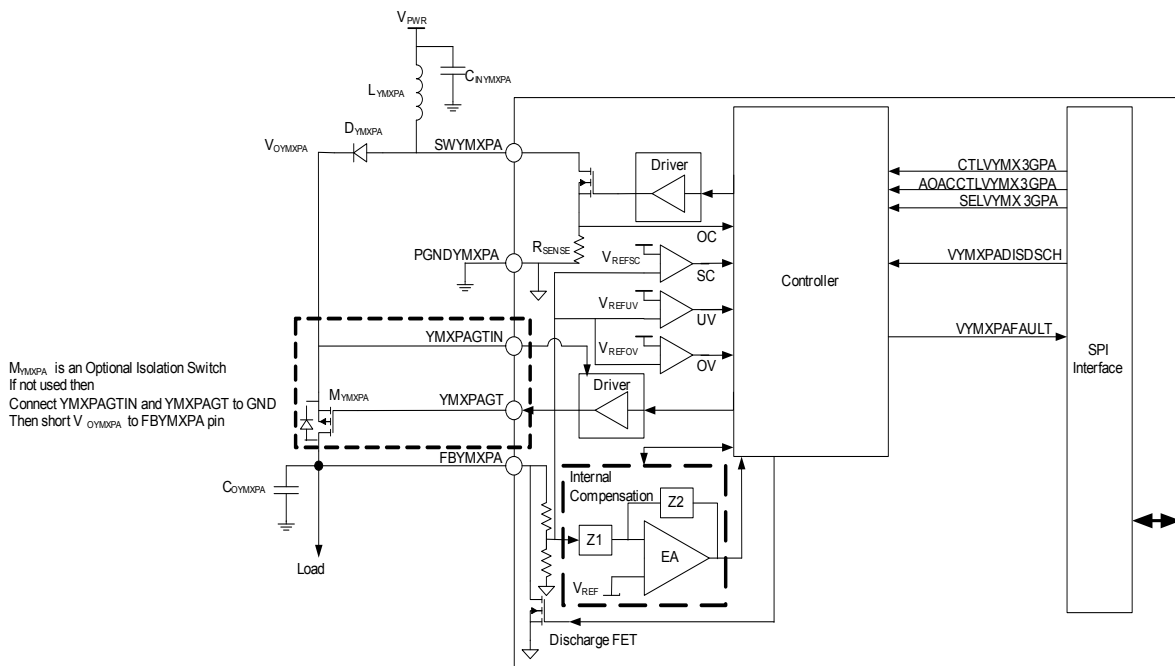 VPWR
CINYMXPA
LYMXPA
DYMXPA
VOYMXPA
SWYMXPA
Driver
CTLVYMX3GPA
AOACCTLVYMX3GPA
SELVYMX3GPA
OC
RSENSE
PGNDYMXPA
VREFSC
SC
VYMXPADISDSCH
Controller
VREFUV
UV
VYMXPAFAULT
SPI
Interface
YMXPAGTIN
VREFOV
OV
MYMXPA is an Optional Isolation Switch
If not used then
Connect YMXPAGTIN and YMXPAGT to GND
Then short VOYMXPA to FBYMXPA pin
Driver
MYMXPA
YMXPAGT
FBYMXPA
Internal
Compensation
COYMXPA
Z2
Z1
EA
Load
VREF
Discharge FET